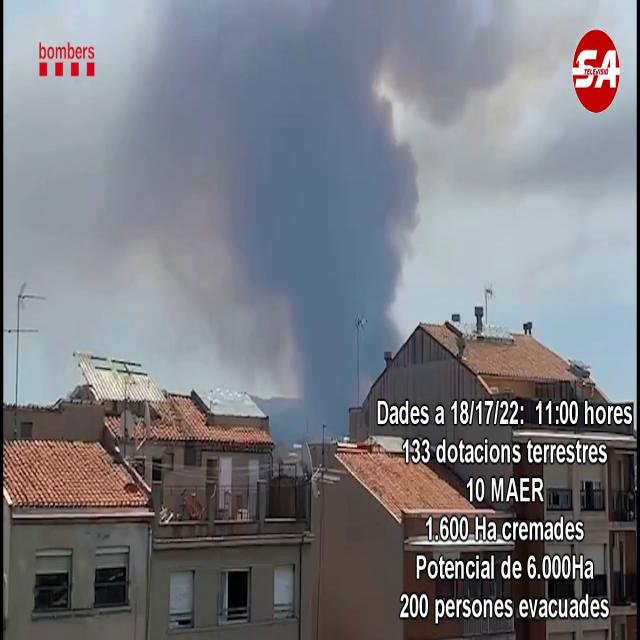 bombers
SA
TELEVISIÓ
Dades a 18/17/22: 11:00 hores
133 dotacions terrestres
10 MAER
1.600 Ha cremades
Potencial de 6.000Ha
200 persones evacuades